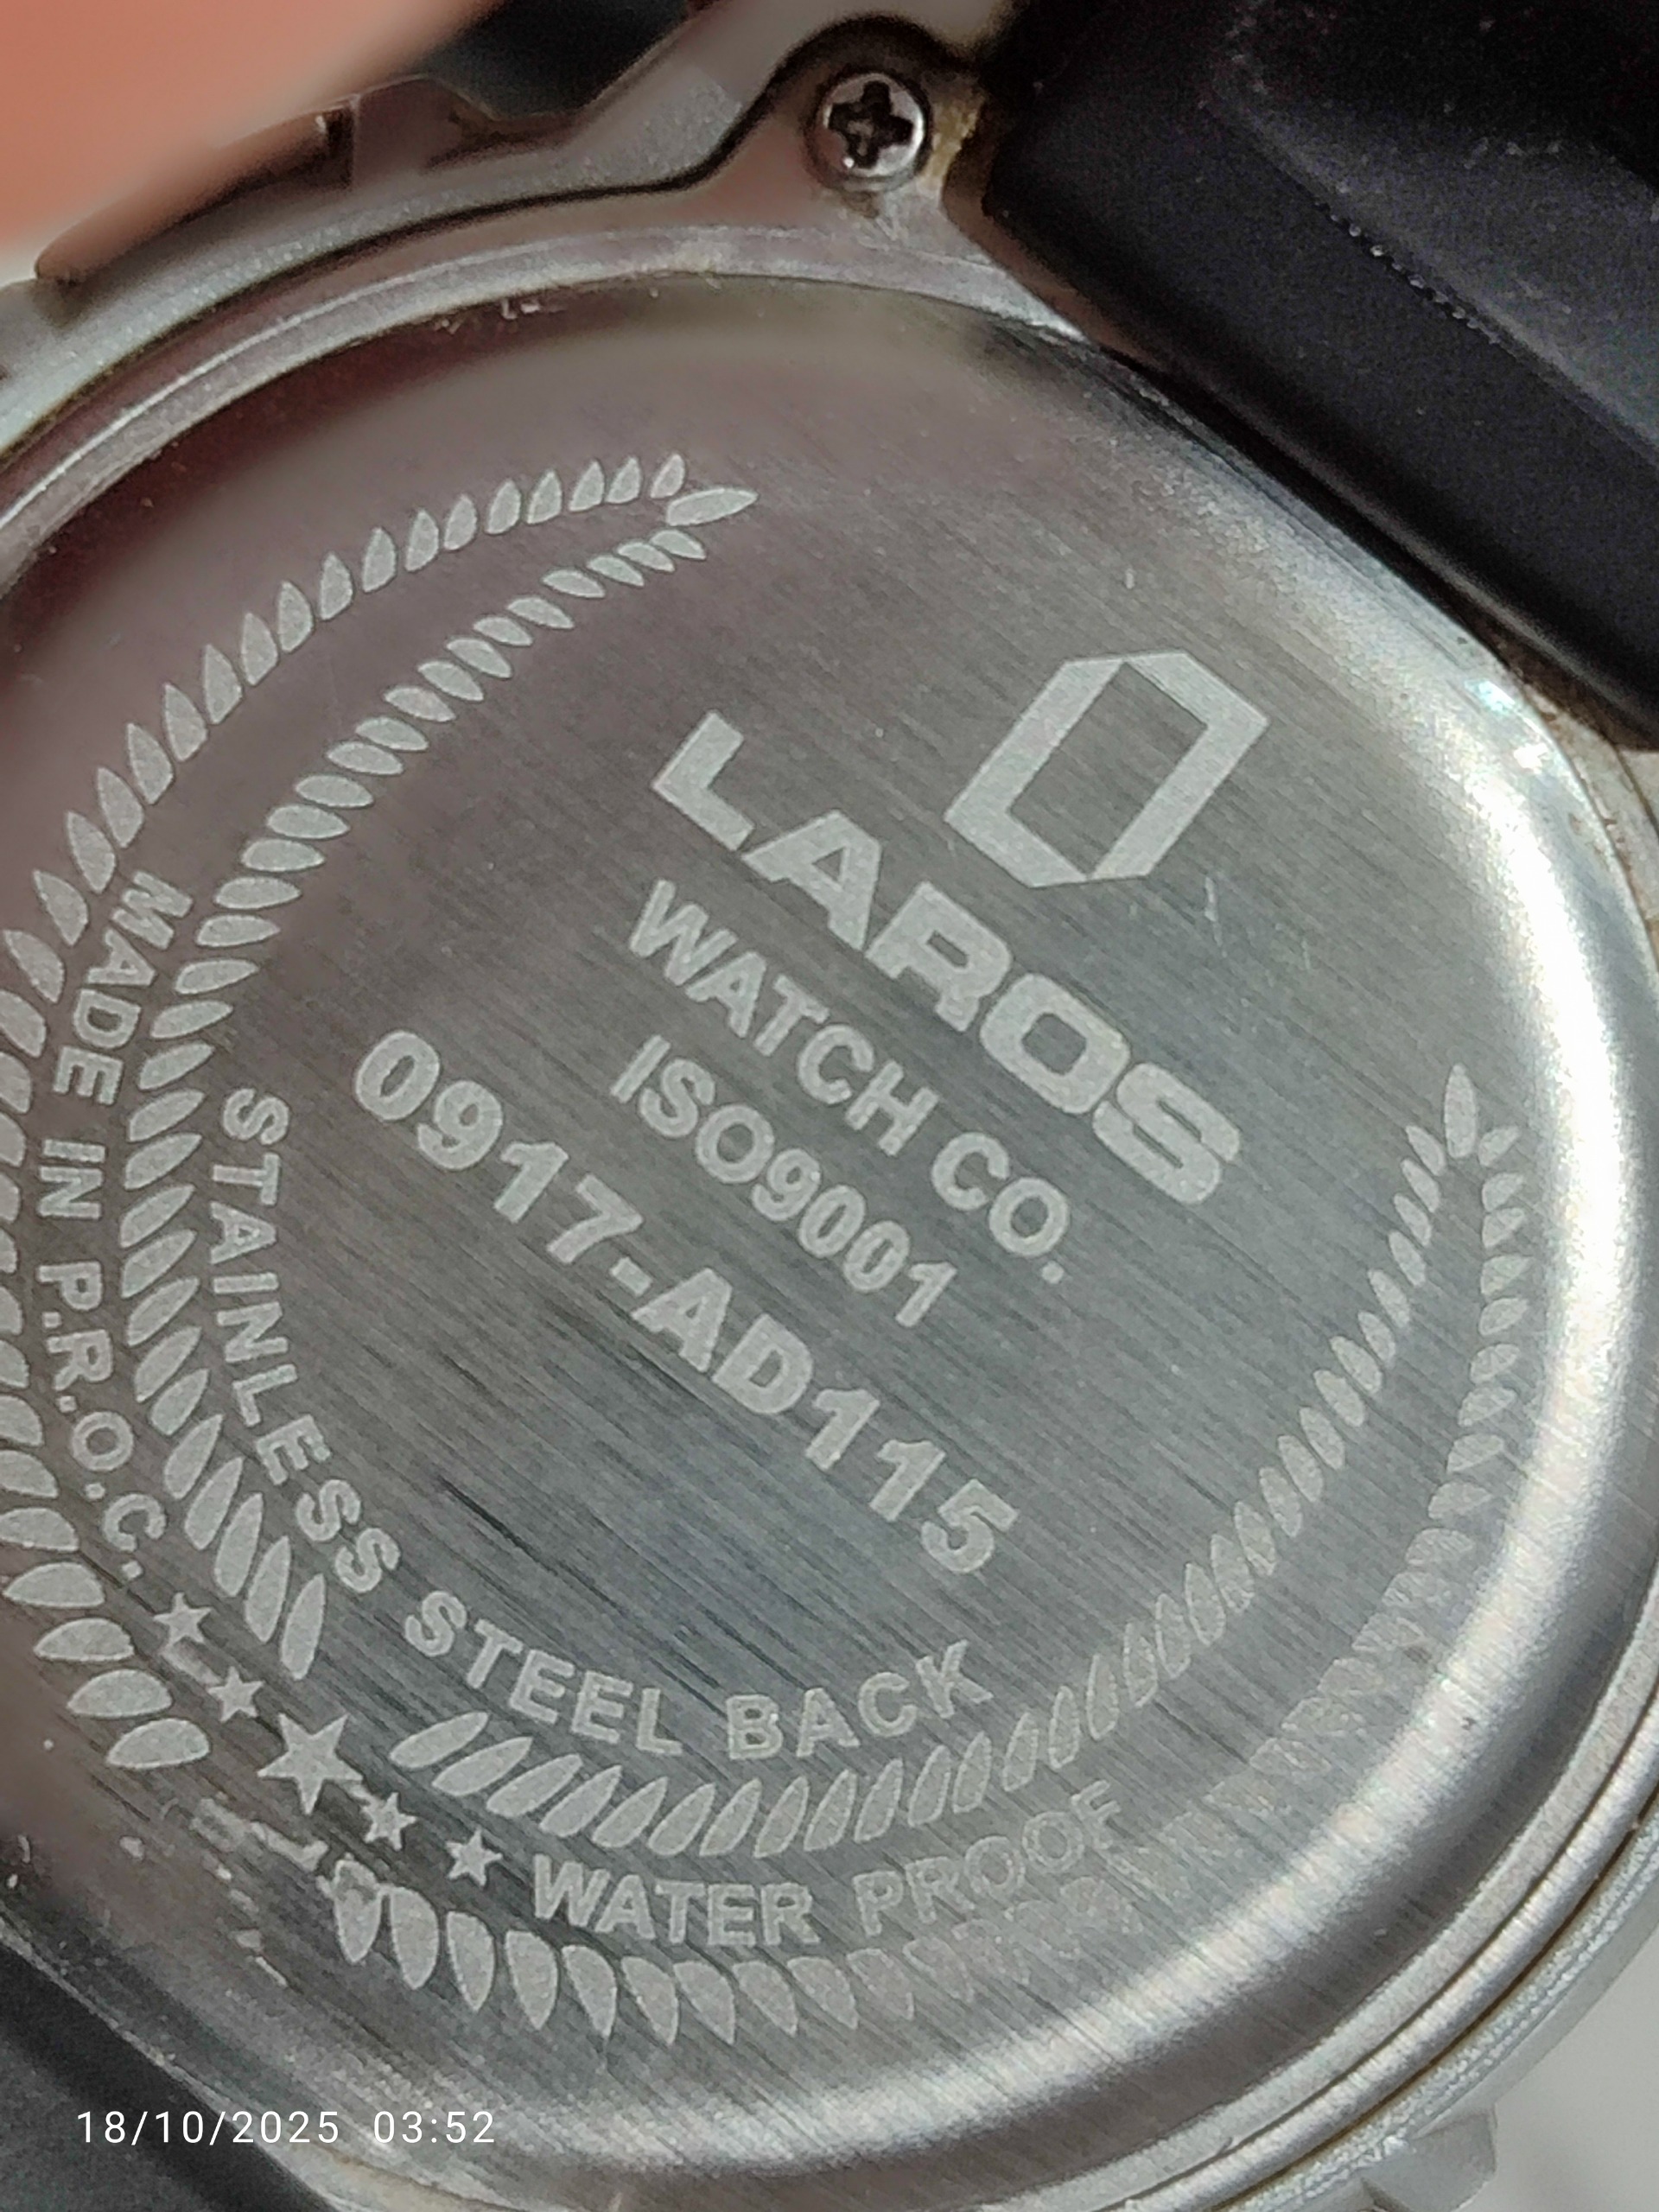 LAROS
WATCH CO.
ISO9001
0917-AD115
STAINLESS STEEL BACK
MADE IN P.R.O.C.
WATER PROOF
18/10/2025 03:52